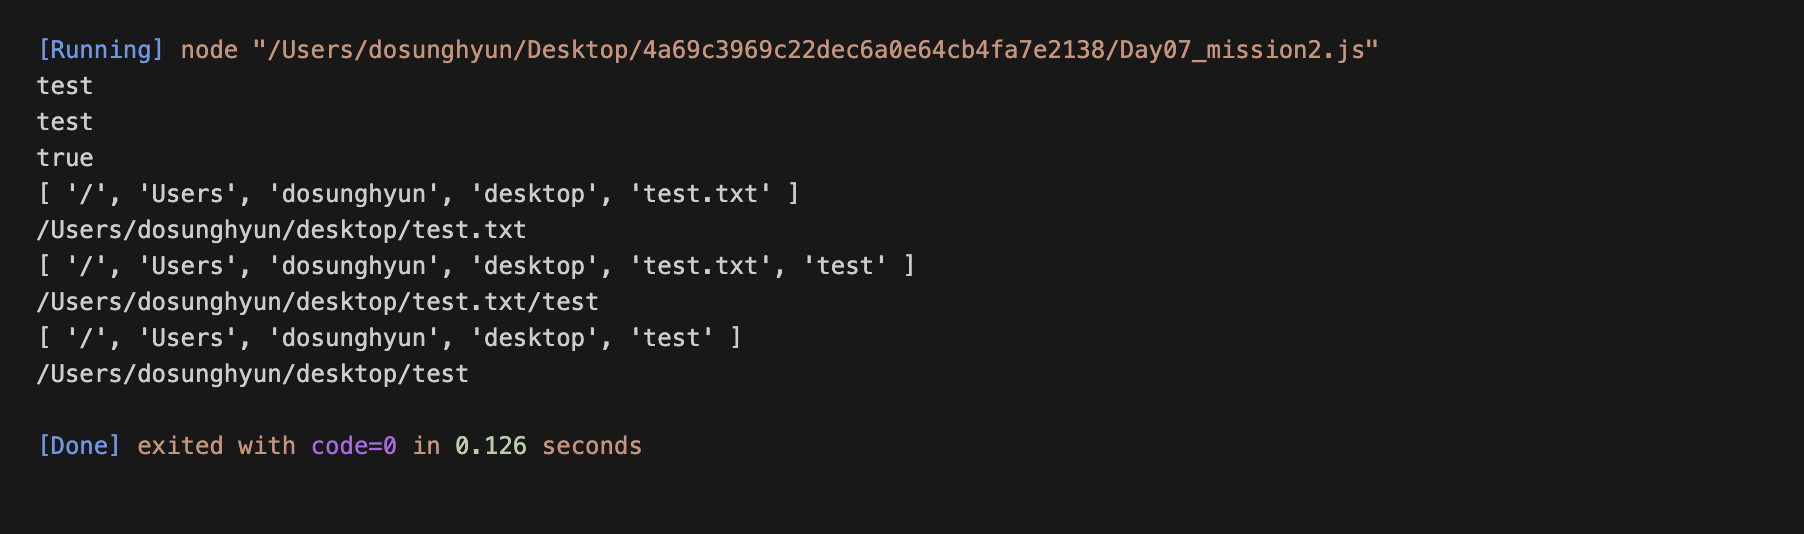 [Running] node "/Users/dosunghyun/Desktop/4a69c3969c22dec6a0e64cb4fa7e2138/Day07_mission2.js"
test
test
true
[ '/', 'Users', 'dosunghyun', 'desktop', 'test.txt' ]
/Users/dosunghyun/desktop/test.txt
[ '/', 'Users', 'dosunghyun', 'desktop', 'test.txt', 'test' ]
/Users/dosunghyun/desktop/test.txt/test
[ '/', 'Users', 'dosunghyun', 'desktop', 'test' ]
/Users/dosunghyun/desktop/test
[Done] exited with code=0 in 0.126 seconds